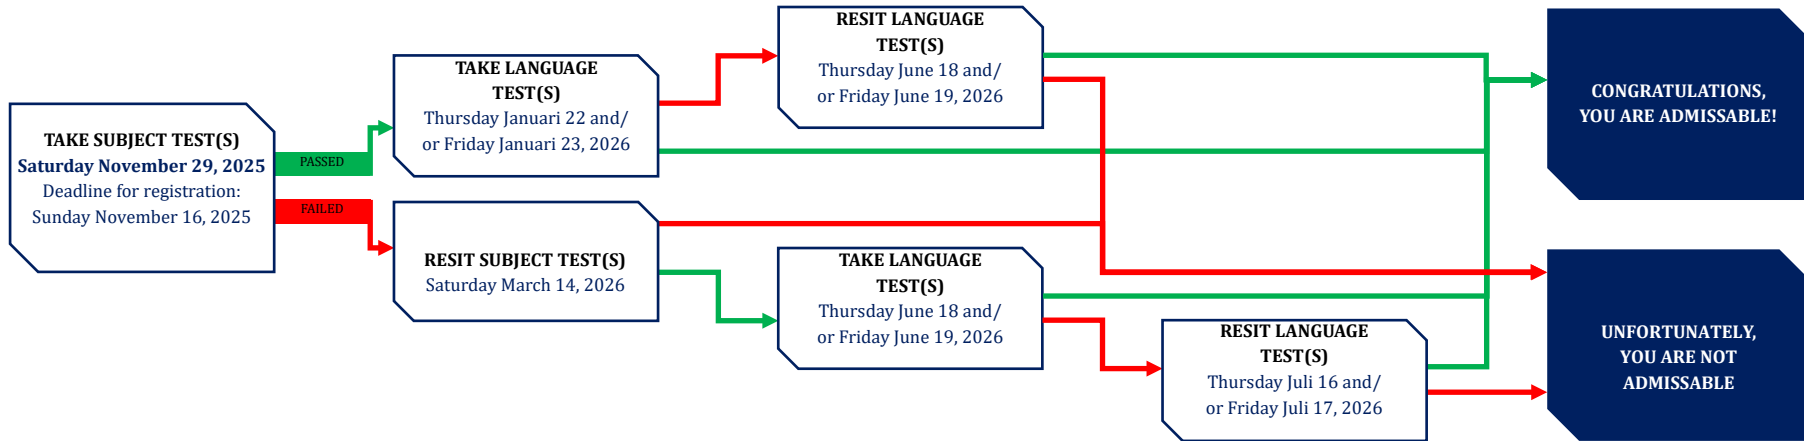 TAKE SUBJECT TEST(S)
Saturday November 29, 2025
Deadline for registration:
Sunday November 16, 2025
PASSED
FAILED
TAKE LANGUAGE
TEST(S)
Thursday Januari 22 and/
or Friday Januari 23, 2026
RESIT SUBJECT TEST(S)
Saturday March 14, 2026
RESIT LANGUAGE
TEST(S)
Thursday June 18 and/
or Friday June 19, 2026
TAKE LANGUAGE
TEST(S)
Thursday June 18 and/
or Friday June 19, 2026
RESIT LANGUAGE
TEST(S)
Thursday Juli 16 and/
or Friday Juli 17, 2026
CONGRATULATIONS,
YOU ARE ADMISSABLE!
UNFORTUNATELY,
YOU ARE NOT
ADMISSABLE